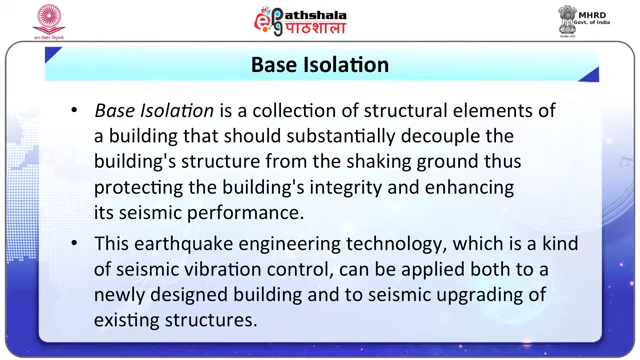 ePathshala
पाठशाला
MHRD
Govt. of India
Base Isolation
• Base Isolation is a collection of structural elements of
a building that should substantially decouple the
building's structure from the shaking ground thus
protecting the building's integrity and enhancing
its seismic performance.
• This earthquake engineering technology, which is a kind
of seismic vibration control, can be applied both to a
newly designed building and to seismic upgrading of
existing structures.